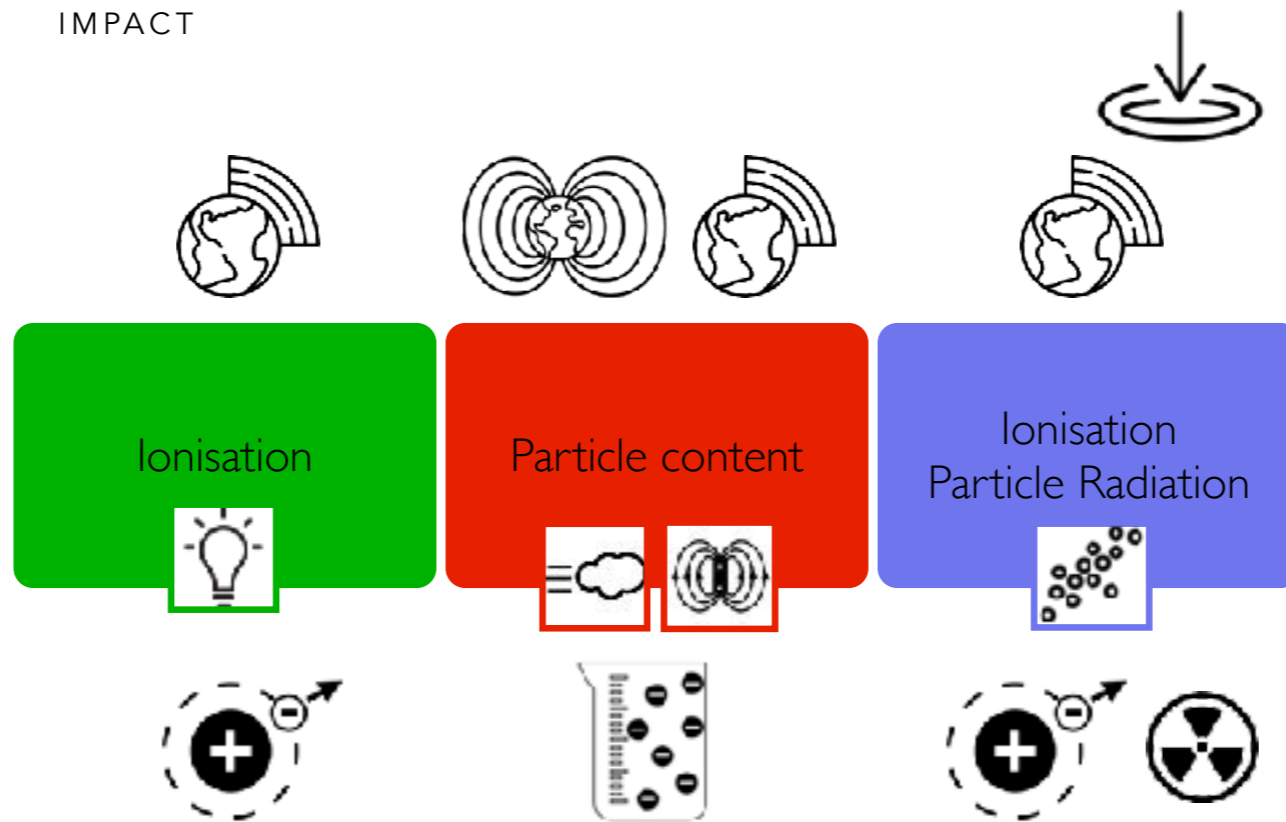 IMPACT
Ionisation
Particle content
Ionisation
Particle Radiation